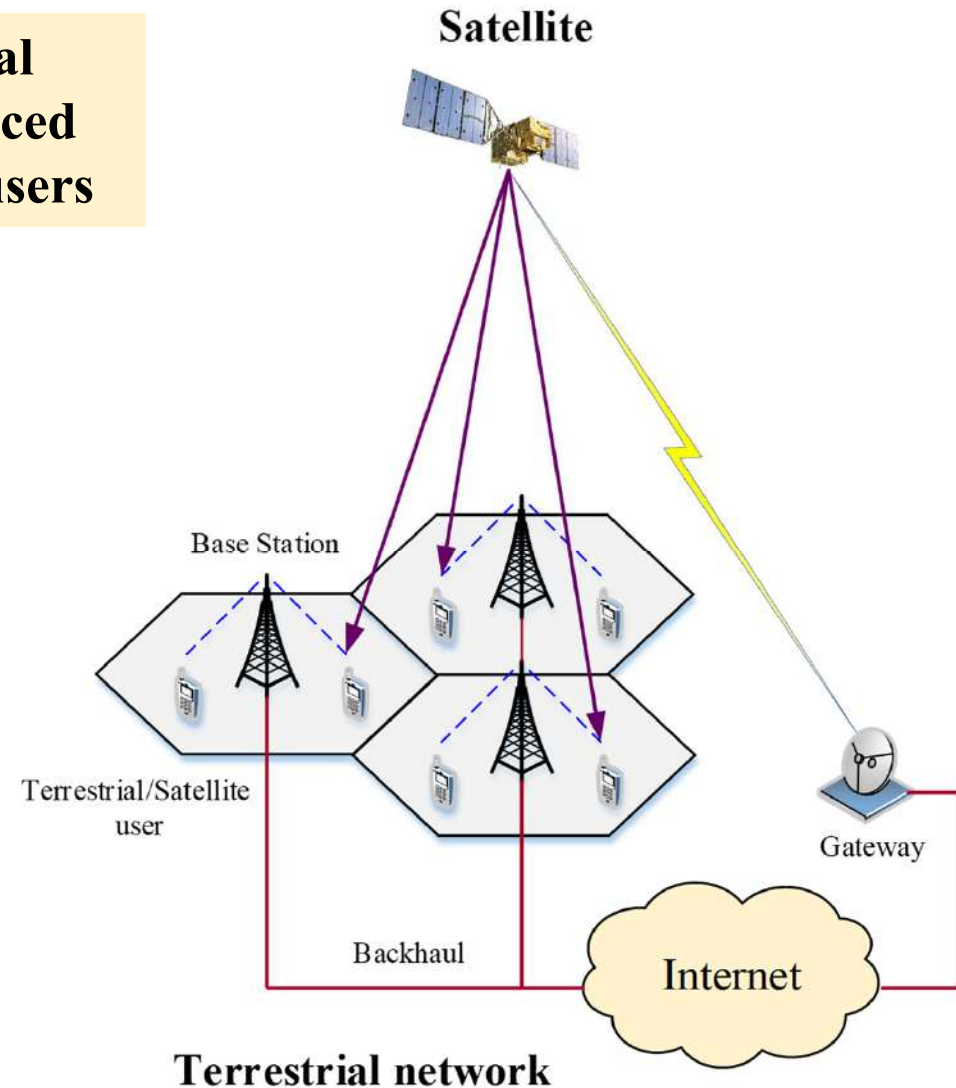 Satellite
al
ced
users
Base Station
Terrestrial/Satellite
user
Gateway
Backhaul
Internet
Terrestrial network